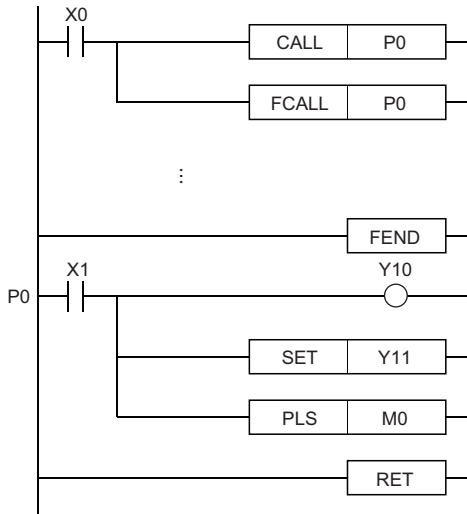 X0
CALL P0
FCALL P0
⋮
FEND
X1 Y10
P0
SET Y11
PLS M0
RET